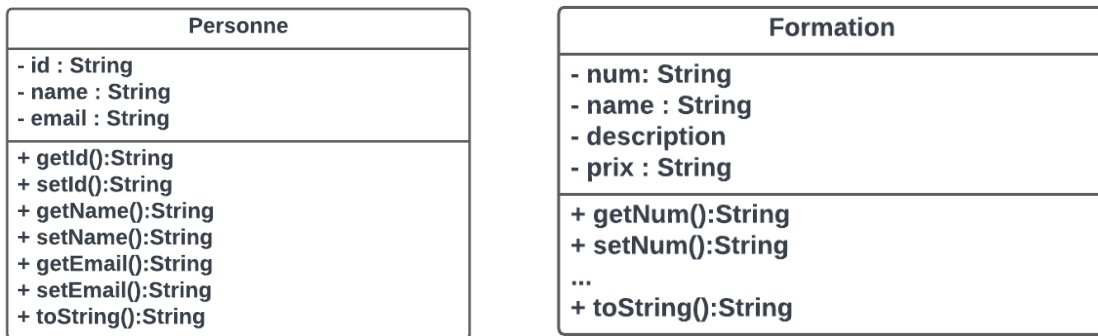 Personne
- id : String
- name : String
- email : String
+ getId():String
+ setId():String
+ getName():String
+ setName():String
+ getEmail():String
+ setEmail():String
+ toString():String
Formation
- num: String
- name : String
- description
- prix : String
+ getNum():String
+ setNum():String
...
+ toString():String